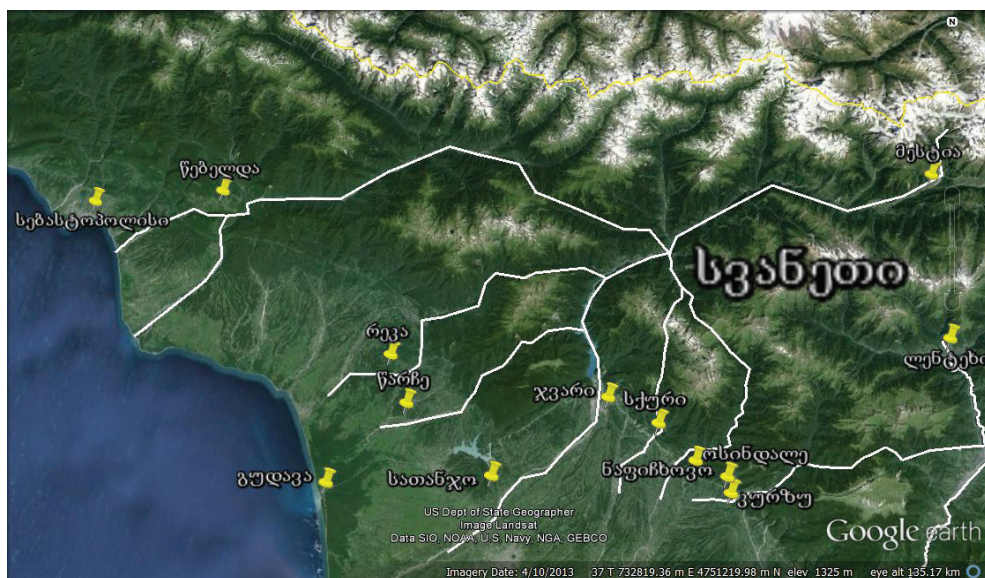 N
მესტია
წებელდა
სებასტოპოლისი
სვანეთი
რეკა
ლენტეხი
წარჩე
ჯვარი
სქური
ოსინდალე
ნაფიჩხოვო
გუდავა
სათანჯო
კურზუ
US Dept of State Geographer
Image Landsat
Data SIO, NOAA, U.S. Navy, NGA, GEBCO
Google earth
Imagery Date: 4/10/2013 37 T 732819.36 m E 4751219.98 m N elev 1325 m eye alt 135.17 km